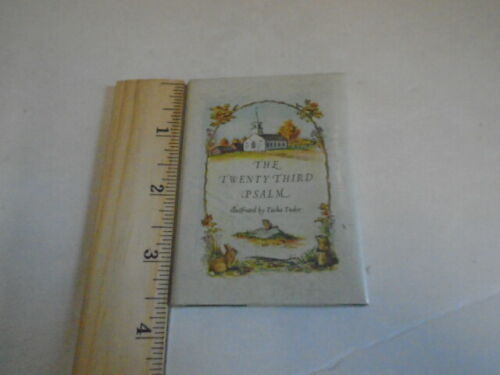 THE
TWENTY THIRD
PSALM
illustrated by Tasha Tudor
1
2
3
4